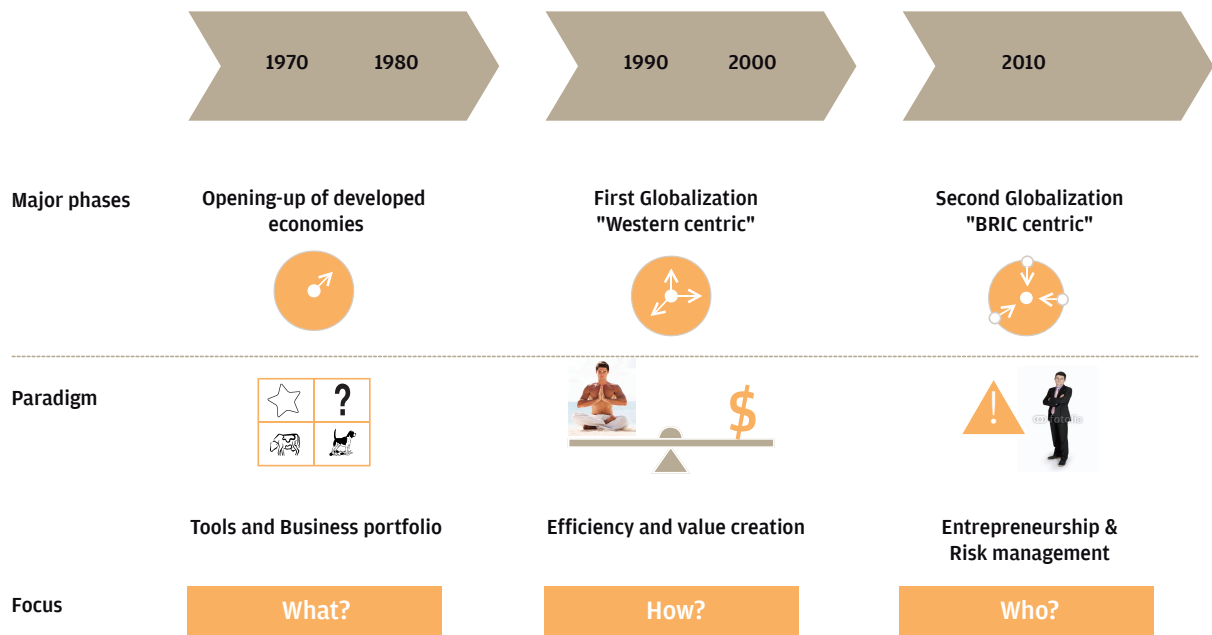 1970 1980 1990 2000 2010
Major phases
Opening-up of developed
economies
First Globalization
"Western centric"
Second Globalization
"BRIC centric"
Paradigm
?
$
!
Tools and Business portfolio
Efficiency and value creation
Entrepreneurship &
Risk management
Focus
What?
How?
Who?